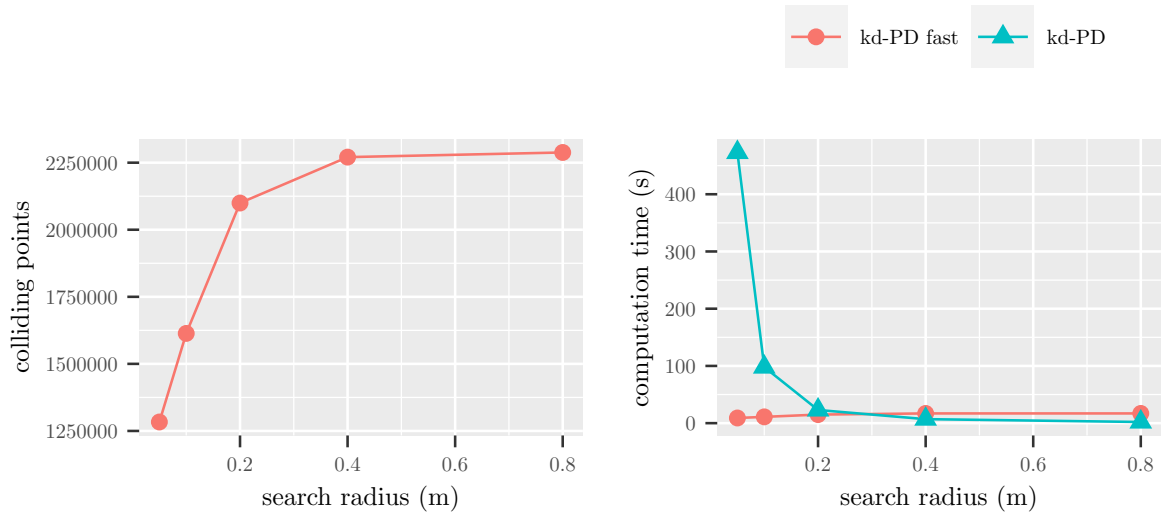 kd-PD fast kd-PD
colliding points
2250000
2000000
1750000
1500000
1250000
0.2 0.4 0.6 0.8
search radius (m)
computation time (s)
400
300
200
100
0
0.2 0.4 0.6 0.8
search radius (m)